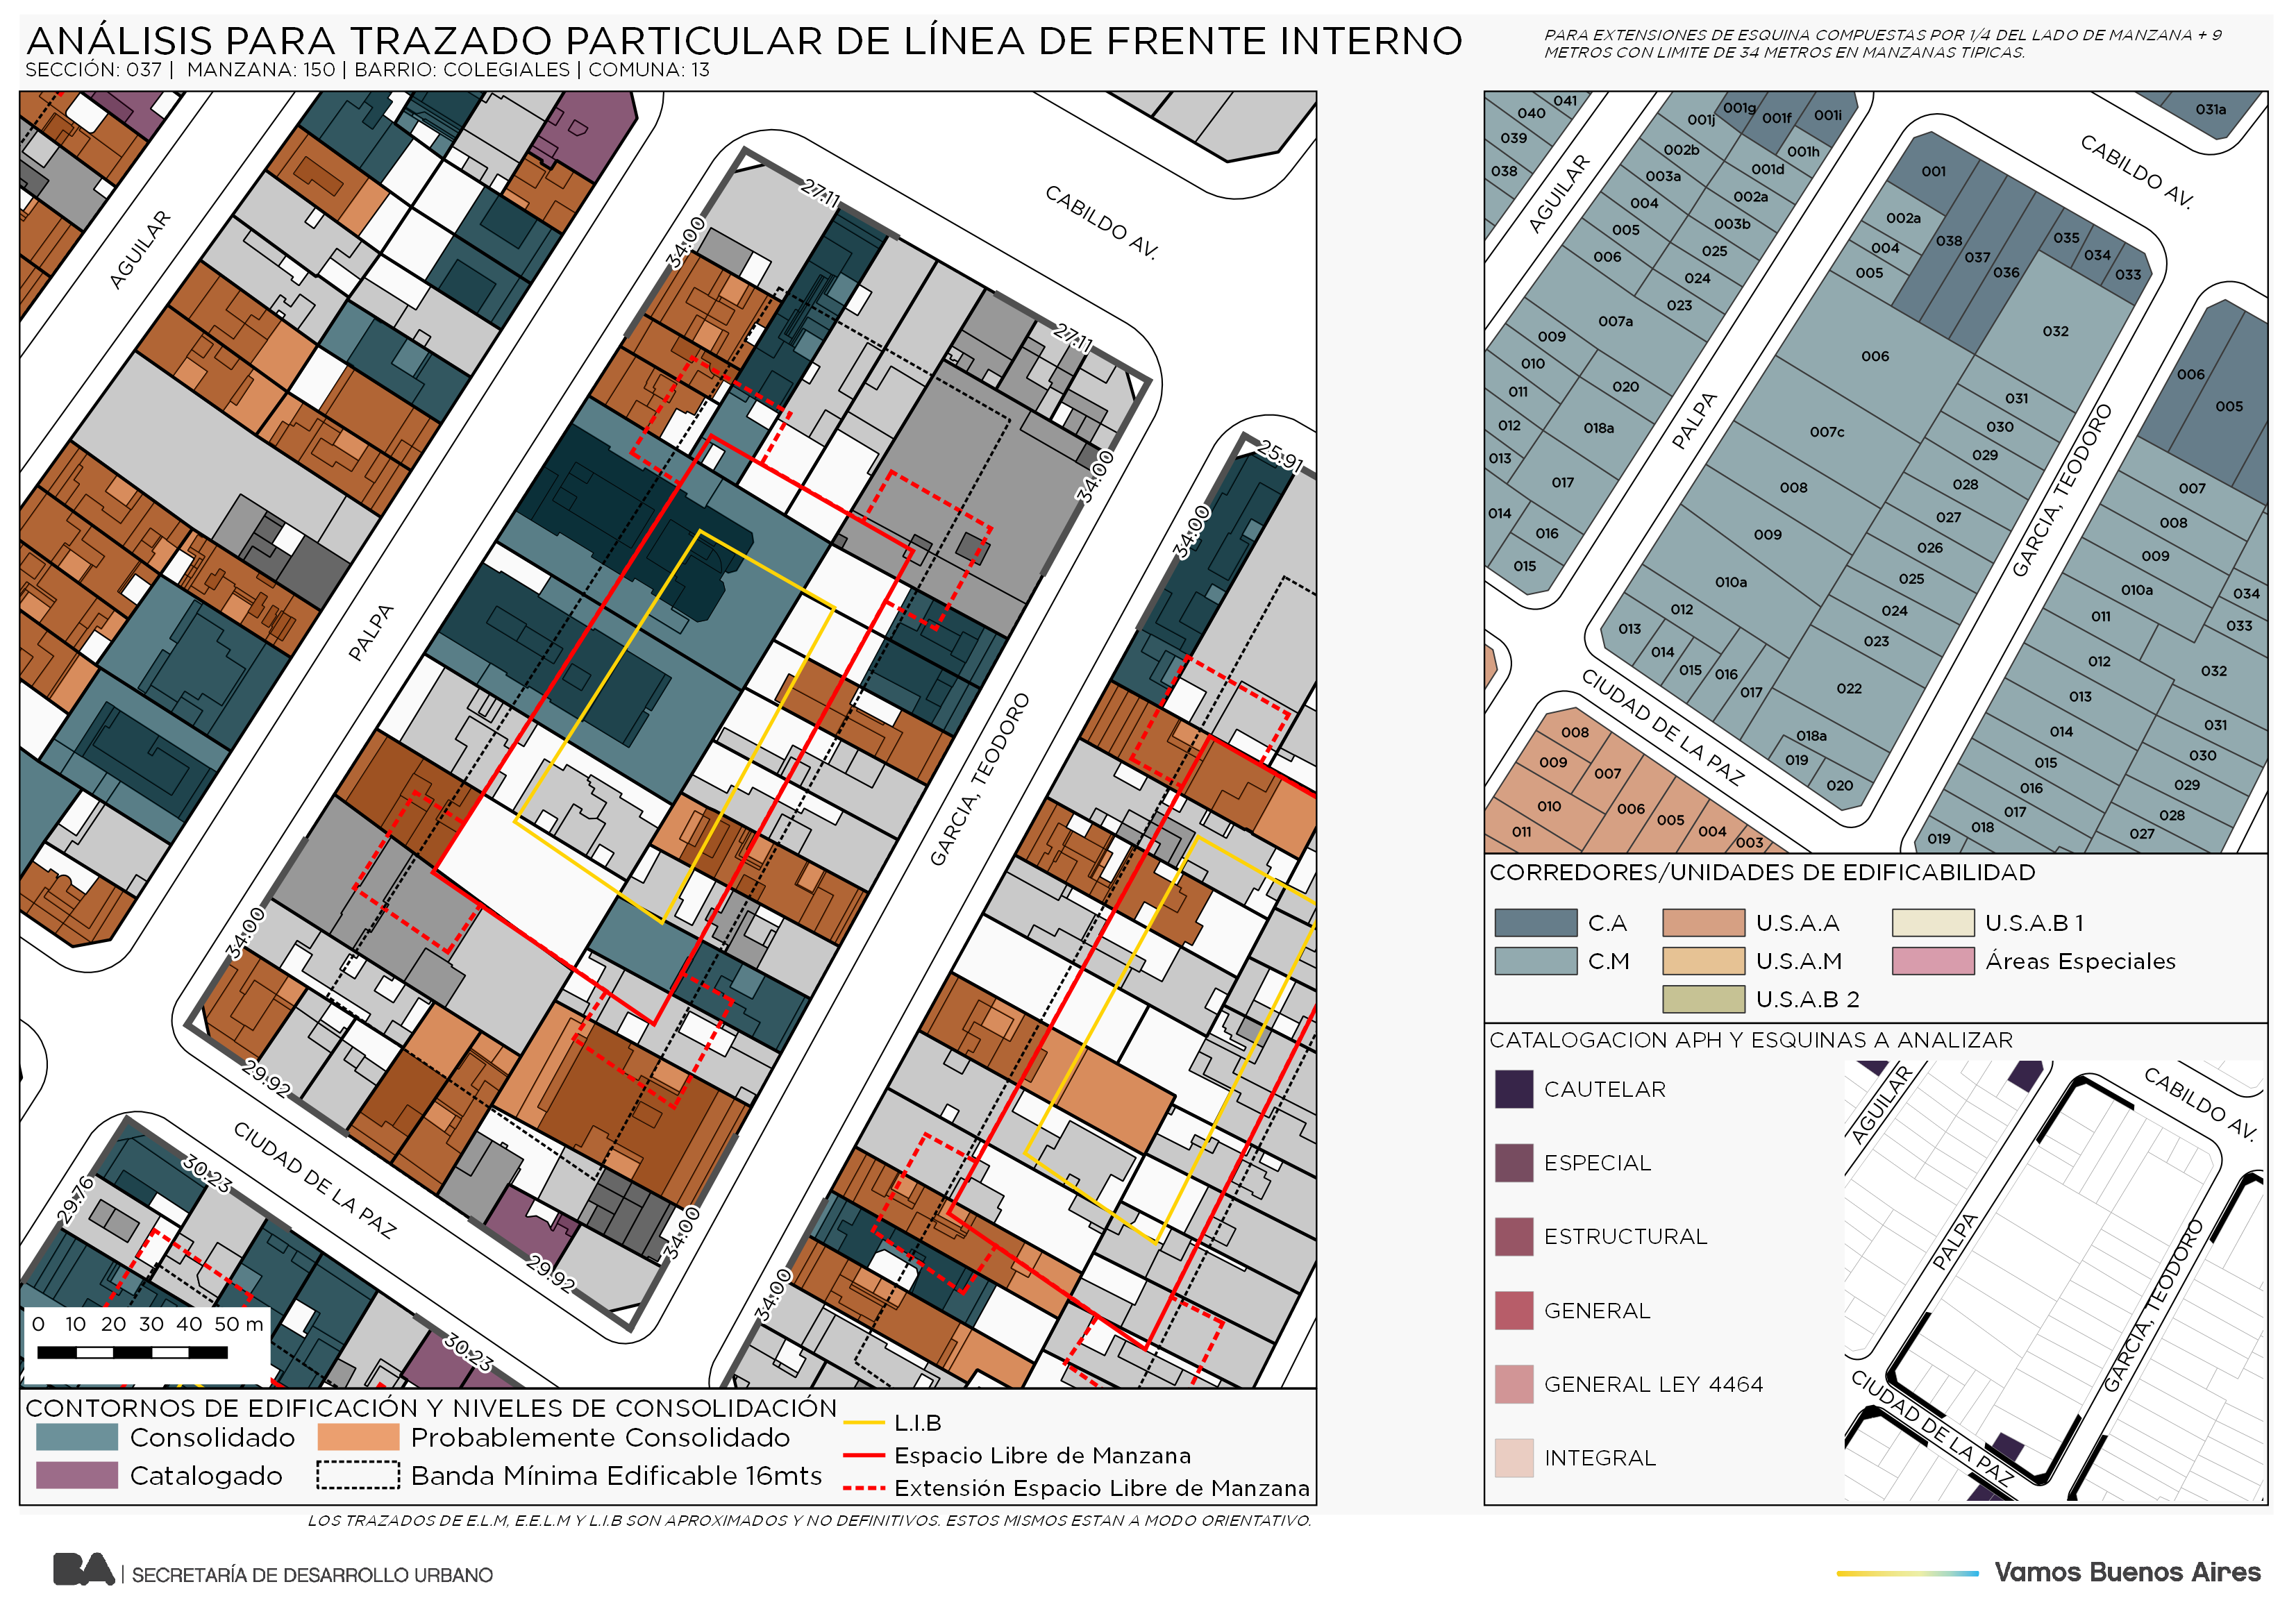 ANÁLISIS PARA TRAZADO PARTICULAR DE LÍNEA DE FRENTE INTERNO
SECCIÓN: 037 | MANZANA: 150 | BARRIO: COLEGIALES | COMUNA: 13
PARA EXTENSIONES DE ESQUINA COMPUESTAS POR 1/4 DEL LADO DE MANZANA + 9
METROS CON LIMITE DE 34 METROS EN MANZANAS TIPICAS.
AGUILAR
PALPA
CABILDO AV.
GARCIA, TEODORO
CIUDAD DE LA PAZ
27.11
34:00
27.11
34:00
25.91
34:00
34:00
29.92
29.92
34:00
30.23
29.76
30.23
34:00
0 10 20 30 40 50 m
CONTORNOS DE EDIFICACIÓN Y NIVELES DE CONSOLIDACIÓN
Consolidado
Probablemente Consolidado
Catalogado
Banda Mínima Edificable 16mts
L.I.B
Espacio Libre de Manzana
Extensión Espacio Libre de Manzana
LOS TRAZADOS DE E.L.M, E.E.L.M Y L.I.B SON APROXIMADOS Y NO DEFINITIVOS. ESTOS MISMOS ESTAN A MODO ORIENTATIVO.
041
040
039
038
001j
001g
001f
001i
001h
002b
001d
003a
002a
004
003b
005
025
006
024
023
007a
009
010
020
011
012
018a
013
017
014
016
015
031a
001
002a
004
005
038
037
036
035
034
033
032
006
031
030
007c
029
028
008
027
009
026
025
010a
024
012
023
013
014
015
016
017
022
018a
019
020
006
005
007
008
009
010a
034
011
033
012
032
013
014
031
015
030
016
029
017
028
018
027
019
008
009
007
010
006
005
011
004
003
AGUILAR
PALPA
CABILDO AV.
GARCIA, TEODORO
CIUDAD DE LA PAZ
CORREDORES/UNIDADES DE EDIFICABILIDAD
C.A
U.S.A.A
U.S.A.B 1
C.M
U.S.A.M
Áreas Especiales
U.S.A.B 2
CATALOGACION APH Y ESQUINAS A ANALIZAR
CAUTELAR
ESPECIAL
ESTRUCTURAL
GENERAL
GENERAL LEY 4464
INTEGRAL
AGUILAR
CABILDO AV.
PALPA
GARCIA, TEODORO
CIUDAD DE LA PAZ
BA | SECRETARÍA DE DESARROLLO URBANO
Vamos Buenos Aires